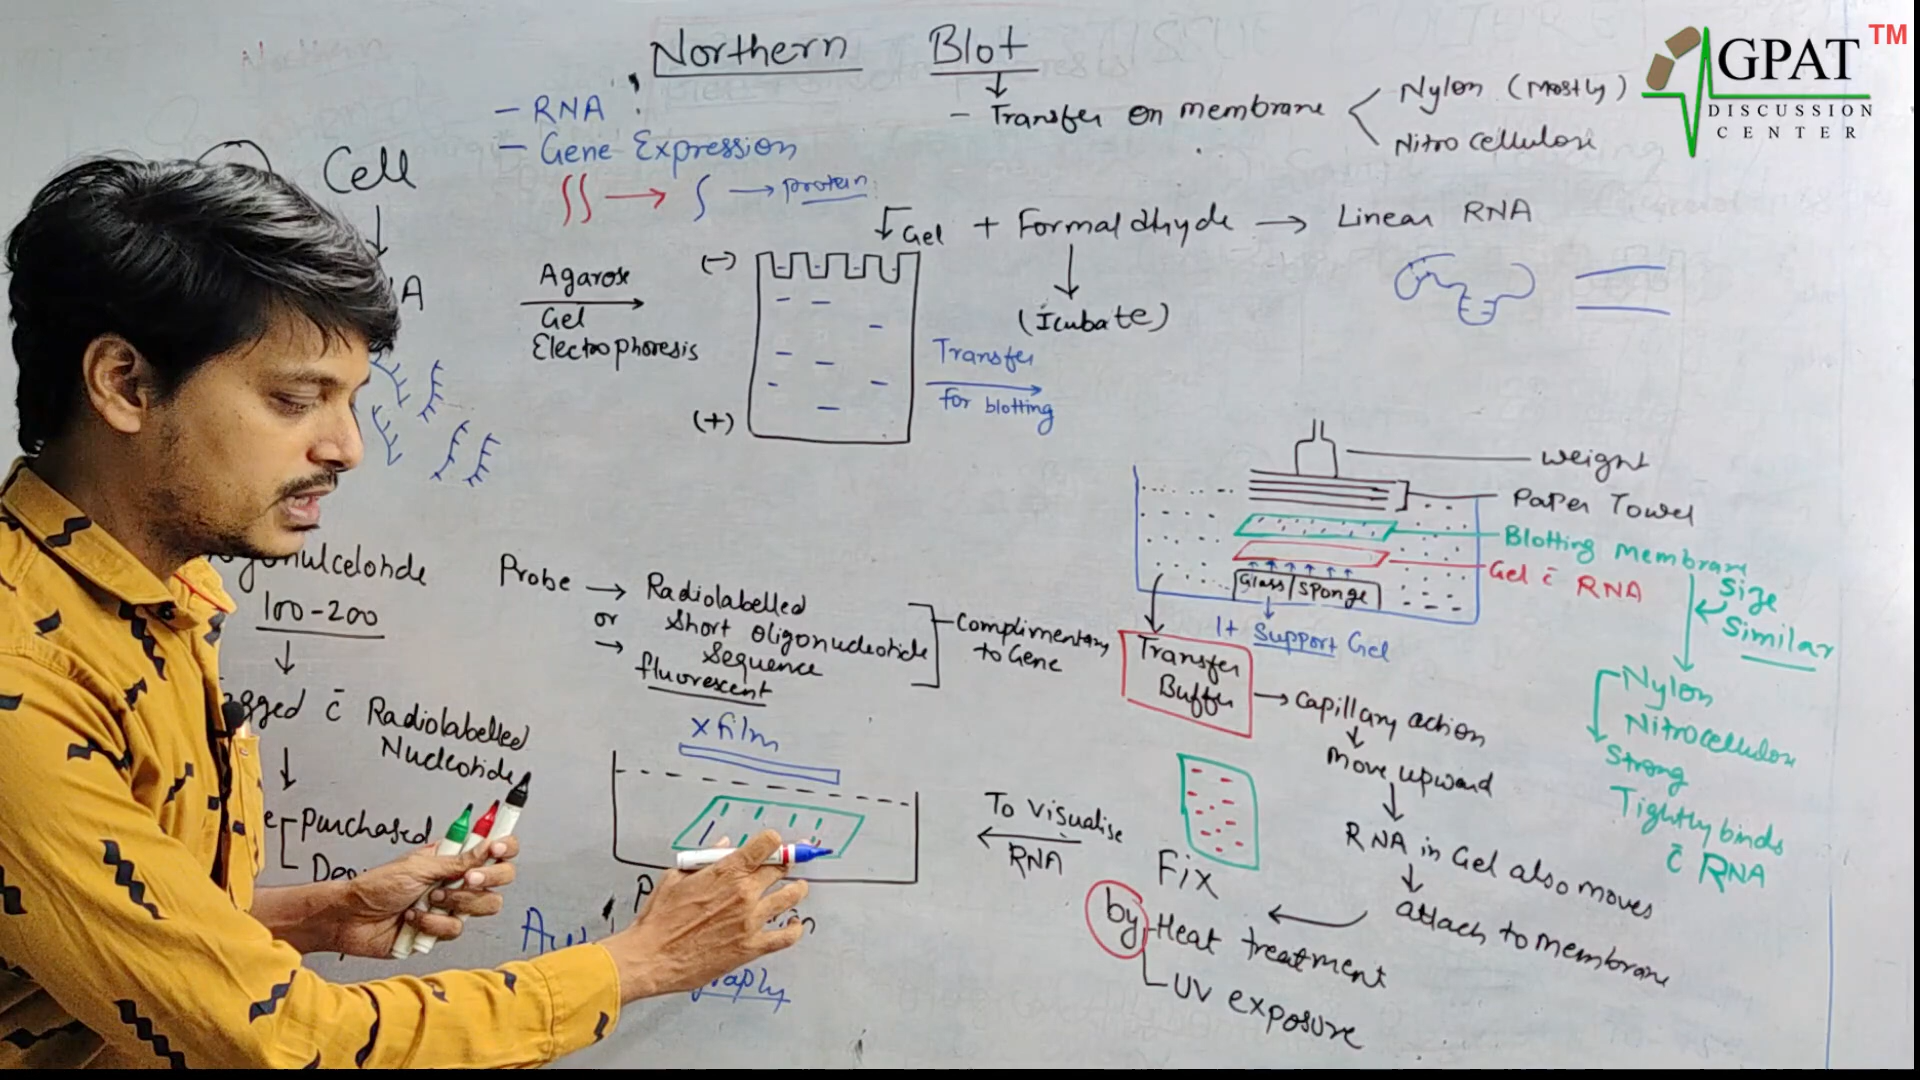 Northern Blot
GPAT TM
DISCUSSION
CENTER
- RNA
- Gene Expression
- Transfer on membrane
Nylon (Mostly)
Nitrocellulose
Cell
→ protein
Gel + Formaldhyde → Linear RNA
(Icubate)
Agarose
Gel
Electrophoresis
(-)
(+)
Transfer
for blotting
Weight
Paper Towel
Blotting membrane
Gel c̄ RNA
Glass/Sponge
1+ Support Gel
Size
Similar
Nylon
Nitrocellulose
Strong
Tightly binds
c̄ RNA
100-200
c̄ Radiolabelled
Nucleotide
Purchased
Probe → Radiolabelled
or Short oligonucleotide
→ Sequence
fluorescent
Complimentary
to Gene
Transfer
Buffer
→ Capillary action
Move upward
RNA in Gel also moves
attach to membrane
Fix
by Heat treatment
UV exposure
To Visualise
RNA
X film